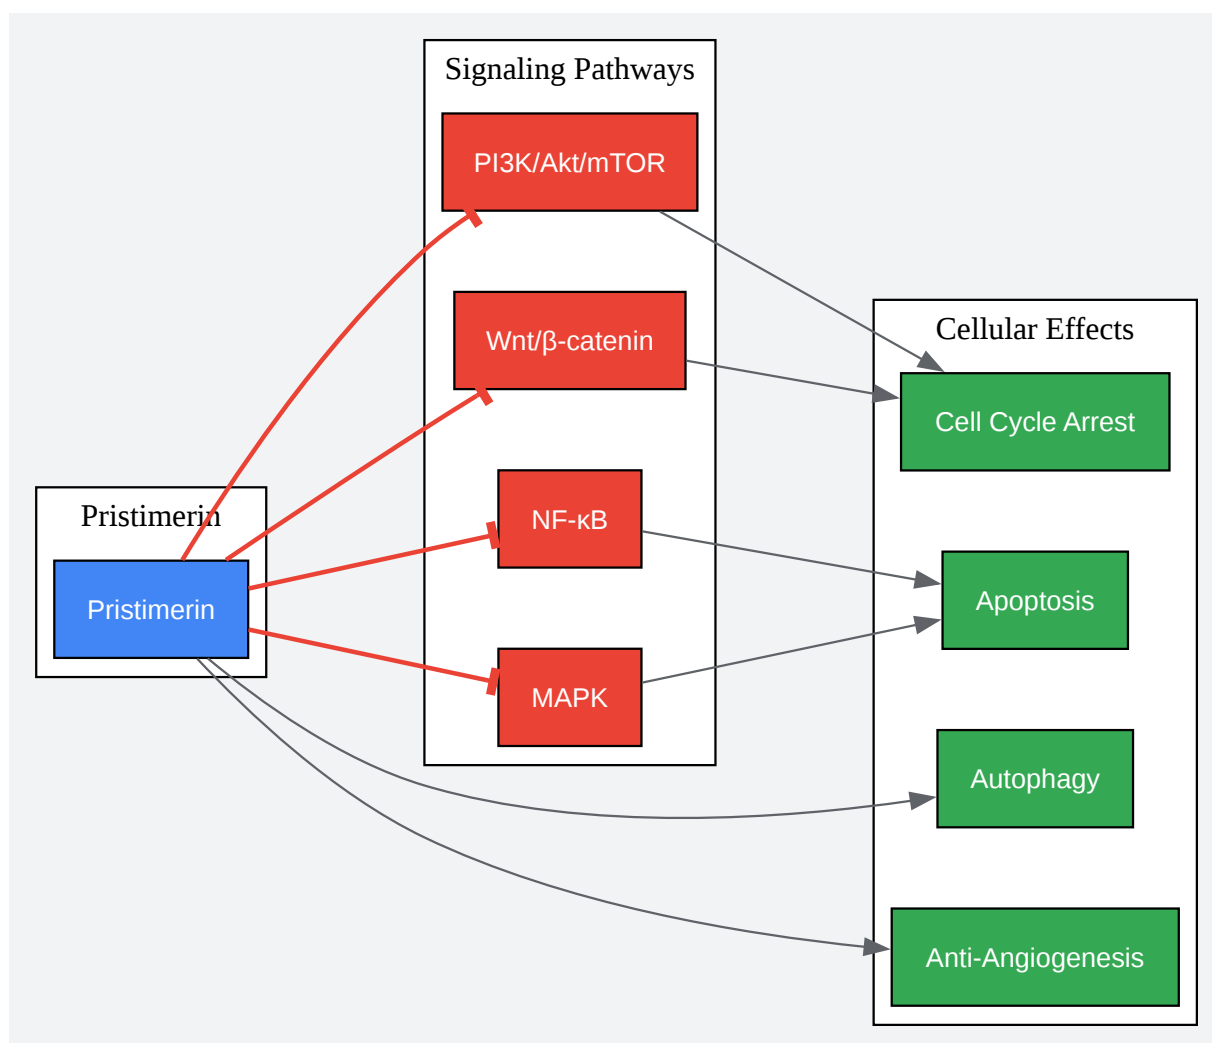 Signaling Pathways
PI3K/Akt/mTOR
Wnt/β-catenin
NF-κB
MAPK
Pristimerin
Pristimerin
Cellular Effects
Cell Cycle Arrest
Apoptosis
Autophagy
Anti-Angiogenesis